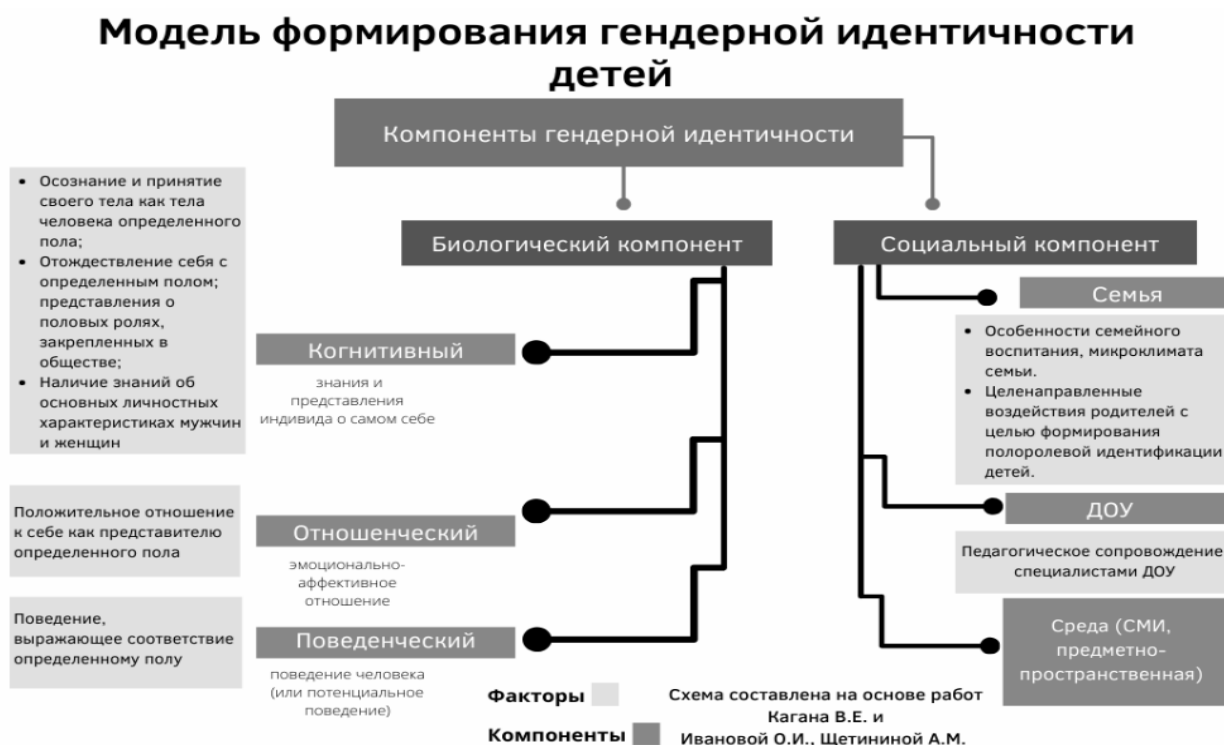 Модель формирования гендерной идентичности
детей
Компоненты гендерной идентичности
Биологический компонент
Социальный компонент
• Осознание и принятие
своего тела как тела
человека определенного
пола;
• Отождествление себя с
определенным полом;
представления о
половых ролях,
закрепленных в
обществе;
• Наличие знаний об
основных личностных
характеристиках мужчин
и женщин
Когнитивный
знания и
представления
индивида о самом себе
Положительное отношение
к себе как представителю
определенного пола
Отношенческий
эмоционально-
аффективное
отношение
Поведение,
выражающее соответствие
определенному полу
Поведенческий
поведение человека
(или потенциальное
поведение)
Семья
• Особенности семейного
воспитания, микроклимата
семьи.
• Целенаправленные
воздействия родителей с
целью формирования
полоролевой идентификации
детей.
ДОУ
Педагогическое сопровождение
специалистами ДОУ
Среда (СМИ,
предметно-
пространственная)
Факторы
Компоненты
Схема составлена на основе работ
Кагана В.Е. и
Ивановой О.И., Щетининой А.М.